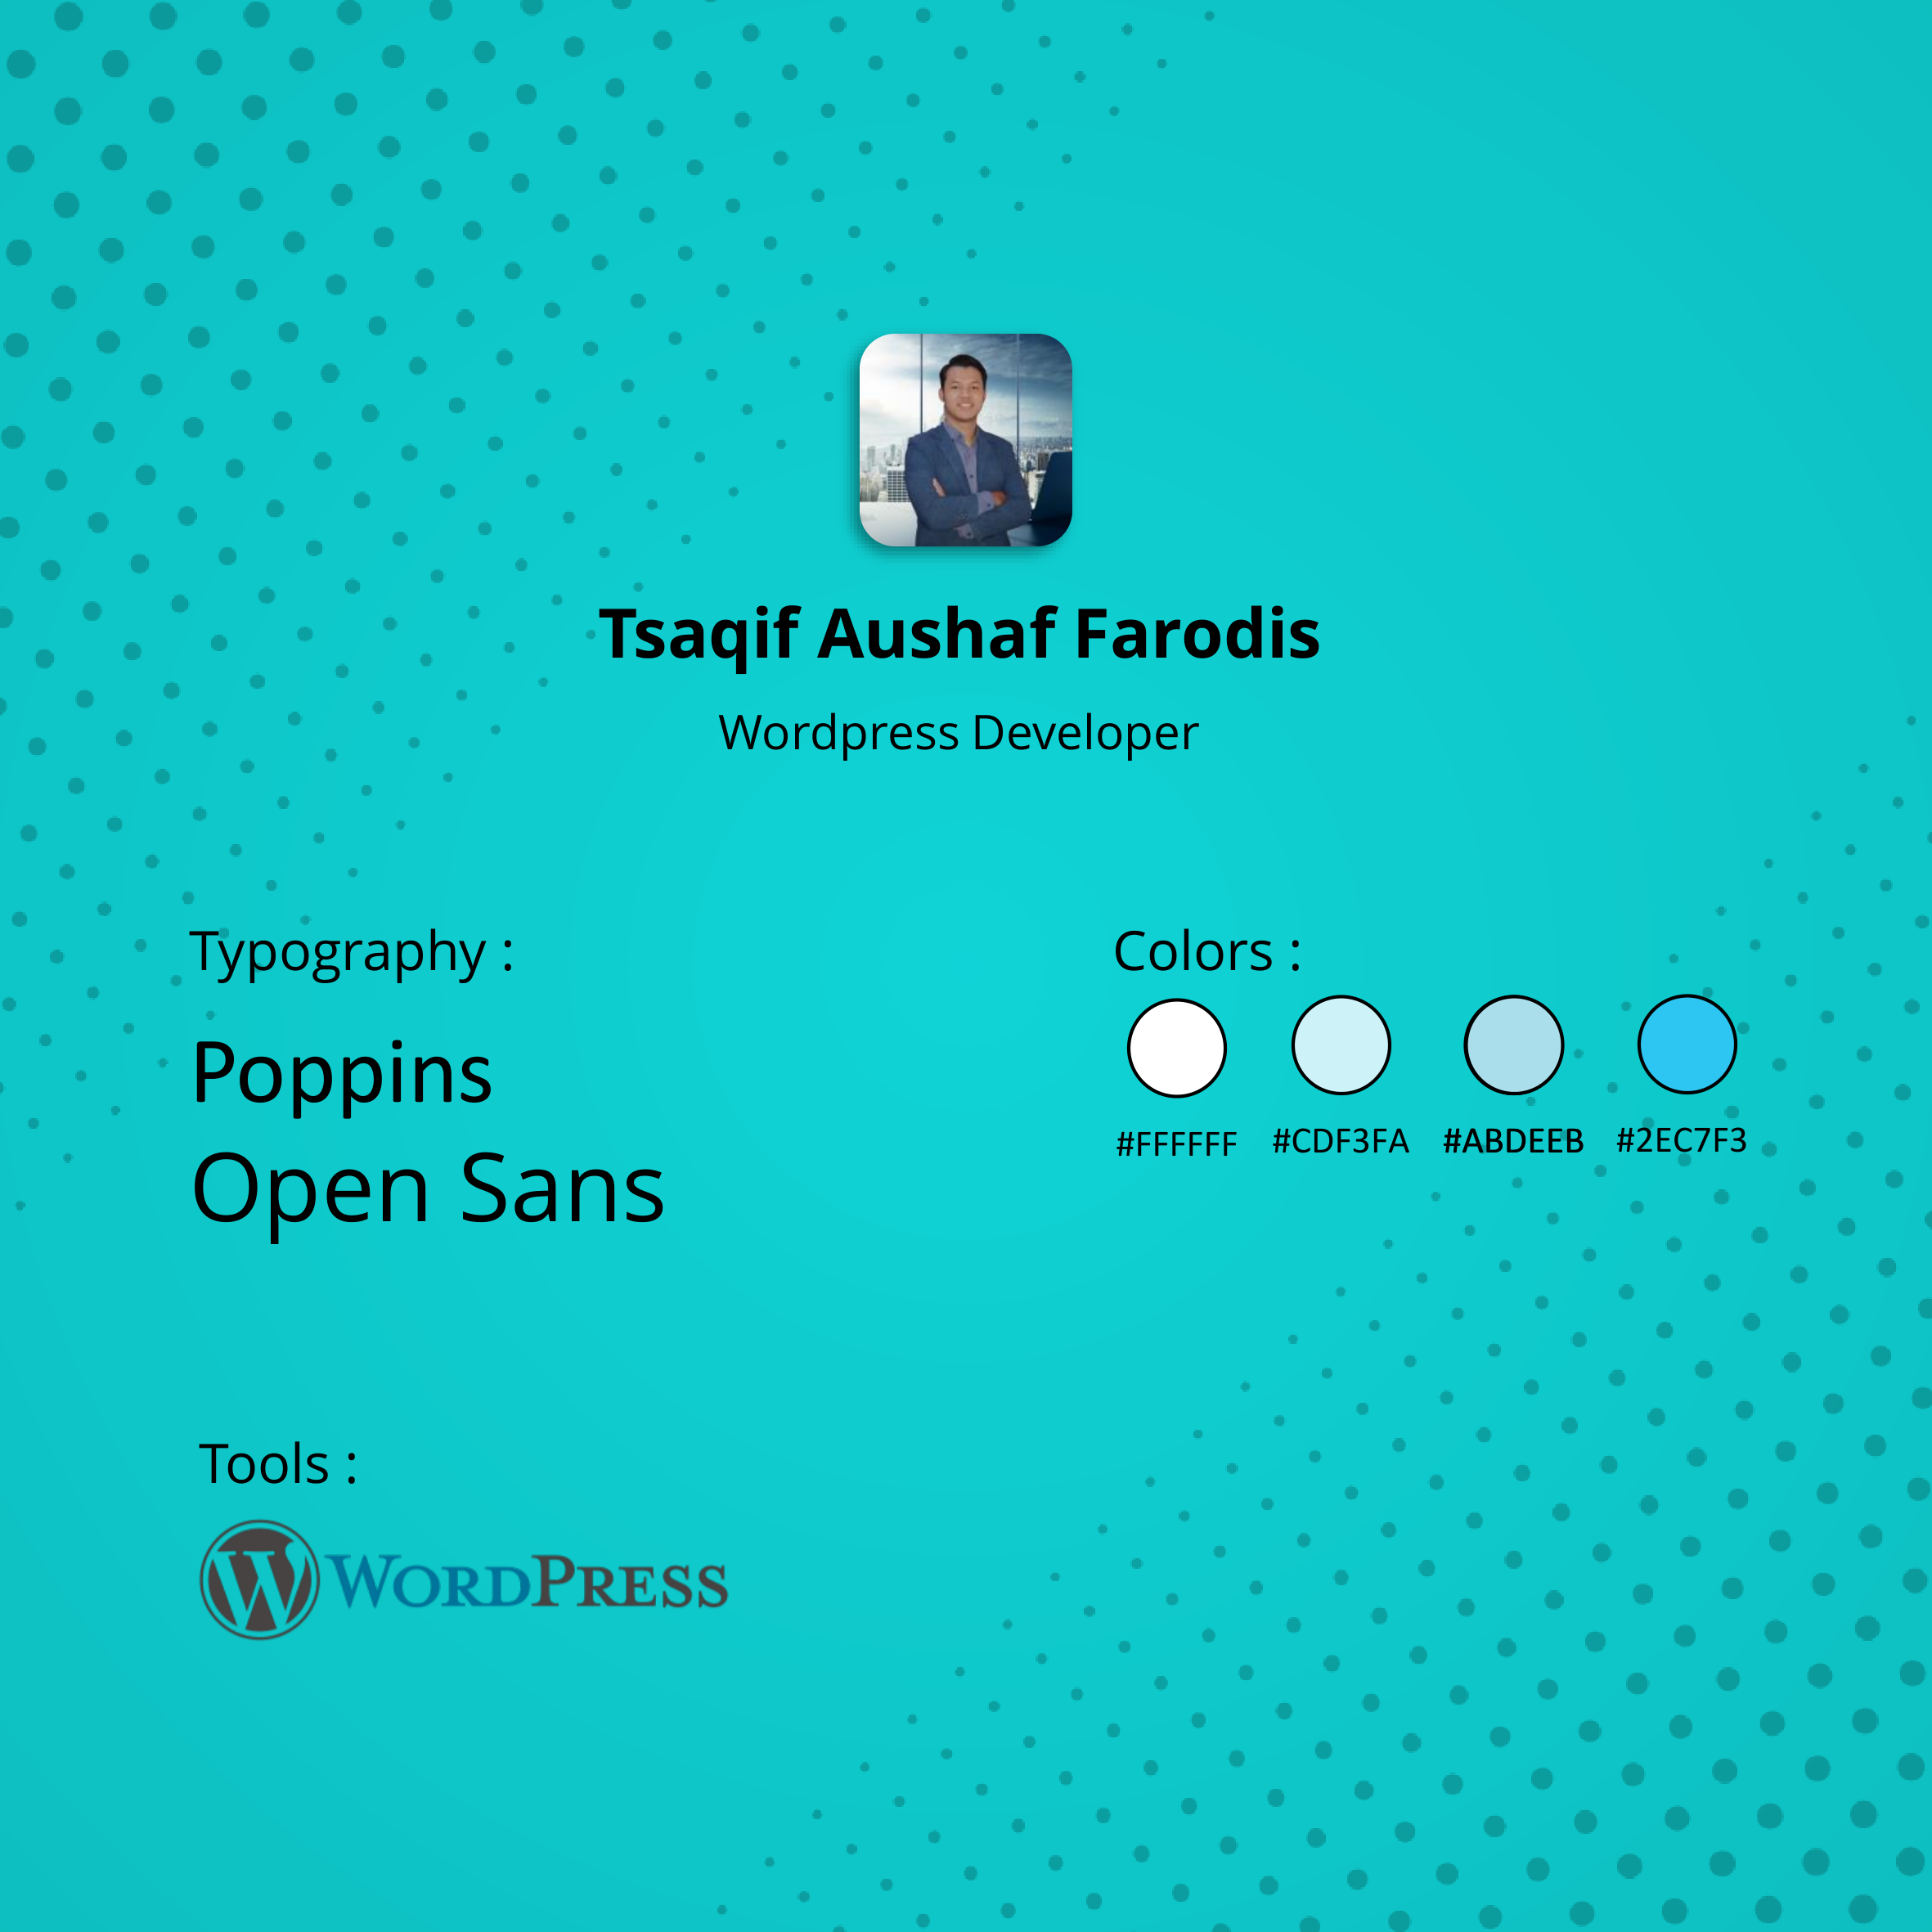 Tsaqif Aushaf Farodis
Wordpress Developer
Typography :
Poppins
Open Sans
Colors :
#FFFFFF #CDF3FA #ABDEEB #2EC7F3
Tools :
WORDPRESS